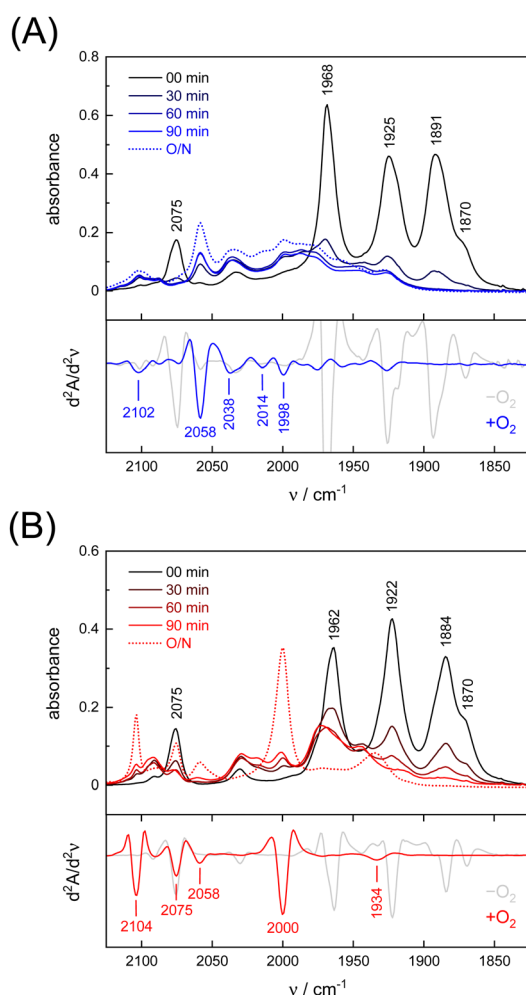 (A)
0.8
0.6
0.4
0.2
0
absorbance
00 min
30 min
60 min
90 min
O/N
2075
1968
1925
1891
1870
d²A/d²ν
2102
2058
2038
2014
1998
−O₂
+O₂
2100 2050 2000 1950 1900 1850
ν / cm⁻¹
(B)
0.6
0.4
0.2
0
absorbance
00 min
30 min
60 min
90 min
O/N
2075
1962
1922
1884
1870
d²A/d²ν
2104
2075
2058
2000
1934
−O₂
+O₂
2100 2050 2000 1950 1900 1850
ν / cm⁻¹